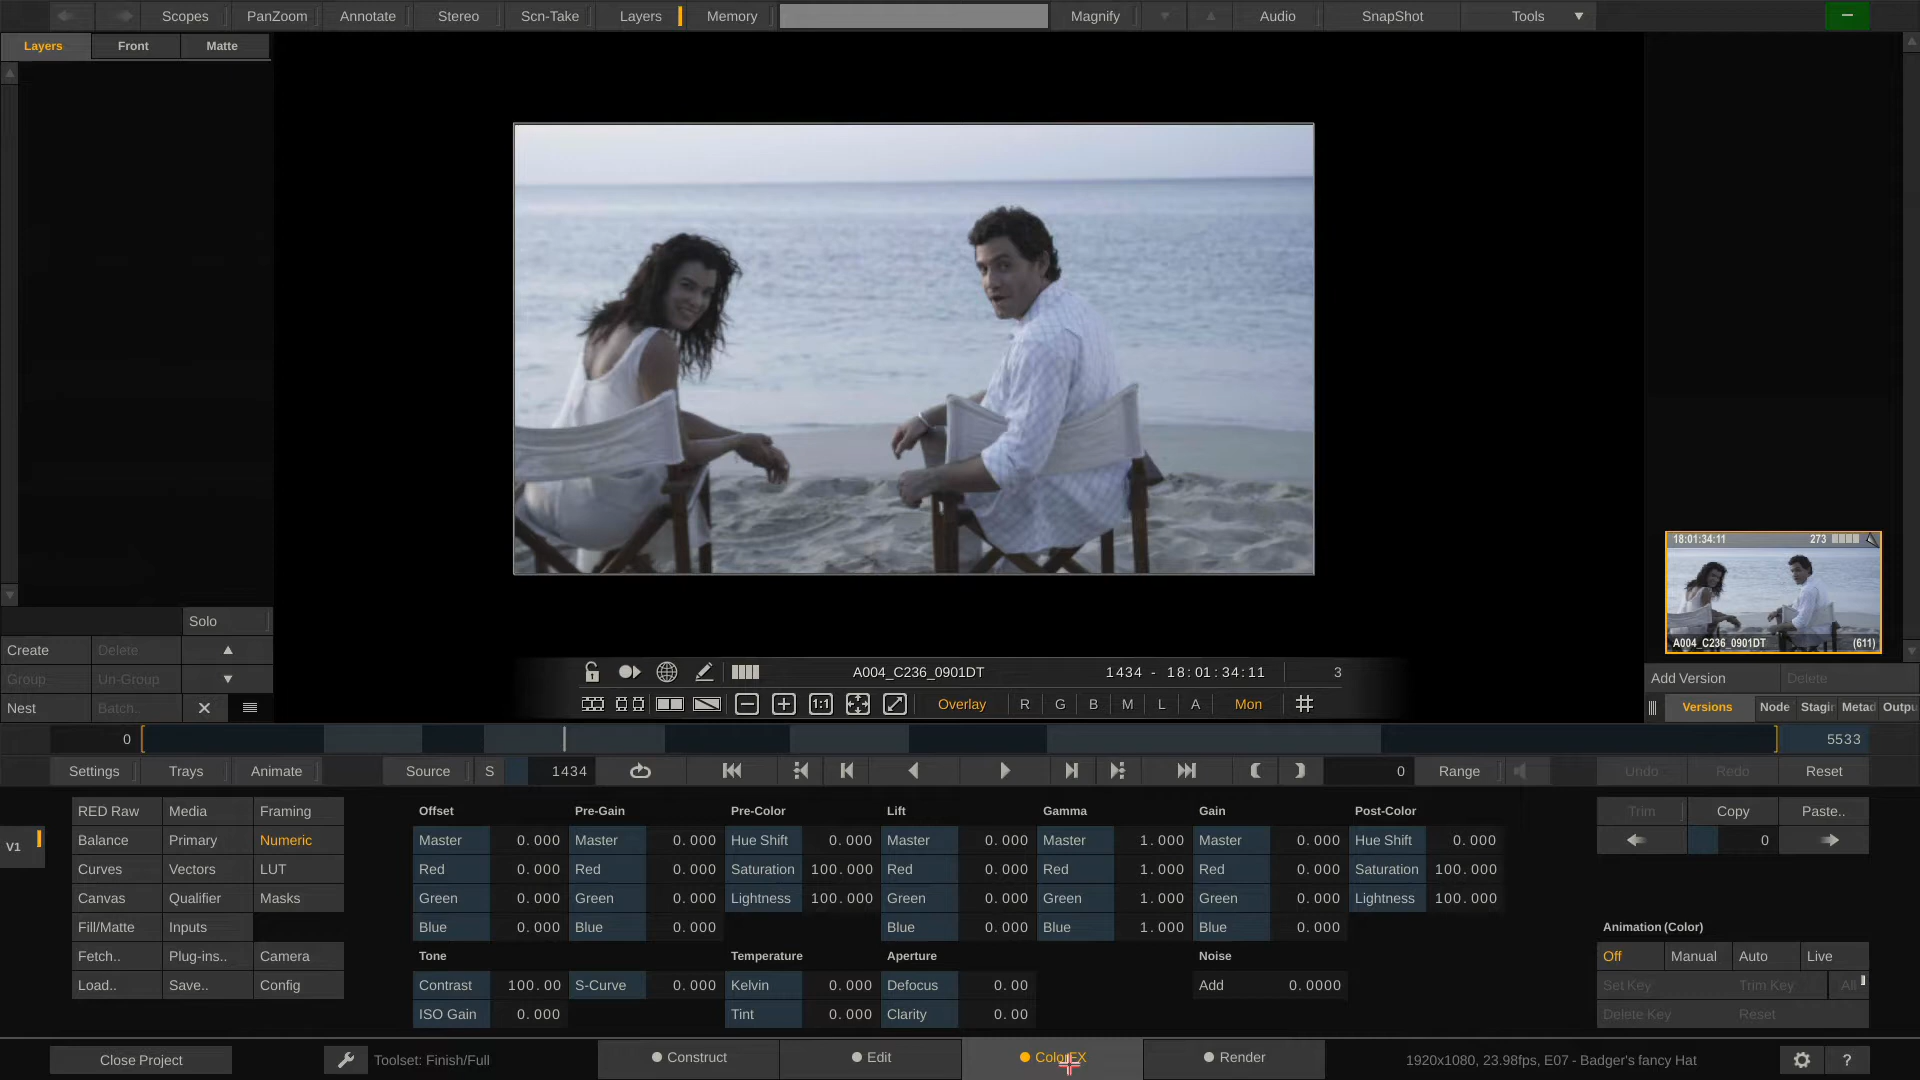 Scopes PanZoom Annotate Stereo Scn-Take Layers Memory Magnify Audio SnapShot Tools
Layers Front Matte
18:01:34:11 273
A004_C236_0901DT (611)
Solo
Create Delete
Group Un-Group
Nest Batch..
A004_C236_0901DT 1434 - 18:01:34:11 3
1:1 Overlay R G B M L A Mon
Add Version Delete
Versions Node Stagi Metad Outpu
0 5533
Settings Trays Animate Source S 1434 0 Range Undo Redo Reset
RED Raw Media Framing
Balance Primary Numeric
Curves Vectors LUT
Canvas Qualifier Masks
Fill/Matte Inputs
Fetch.. Plug-ins.. Camera
Load.. Save.. Config
V1
Offset Pre-Gain Pre-Color Lift Gamma Gain Post-Color
Master 0.000 Master 0.000 Hue Shift 0.000 Master 0.000 Master 1.000 Master 0.000 Hue Shift 0.000
Red 0.000 Red 0.000 Saturation 100.000 Red 0.000 Red 1.000 Red 0.000 Saturation 100.000
Green 0.000 Green 0.000 Lightness 100.000 Green 0.000 Green 1.000 Green 0.000 Lightness 100.000
Blue 0.000 Blue 0.000 Blue 0.000 Blue 1.000 Blue 0.000
Tone Temperature Aperture Noise
Contrast 100.00 S-Curve 0.000 Kelvin 0.000 Defocus 0.00 Add 0.0000
ISO Gain 0.000 Tint 0.000 Clarity 0.00
Trim Copy Paste..
0
Animation (Color)
Off Manual Auto Live
Set Key Trim Key All
Delete Key Reset
Close Project Toolset: Finish/Full Construct Edit ColorFX Render 1920x1080, 23.98fps, E07 - Badger's fancy Hat ?